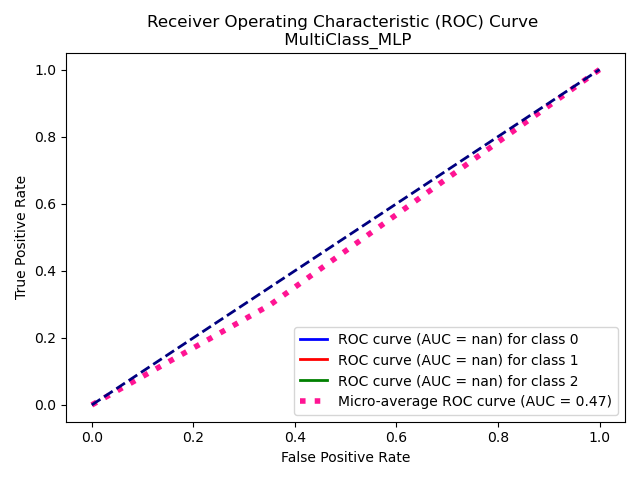 Receiver Operating Characteristic (ROC) Curve
MultiClass_MLP
True Positive Rate
1.0
0.8
0.6
0.4
0.2
0.0
ROC curve (AUC = nan) for class 0
ROC curve (AUC = nan) for class 1
ROC curve (AUC = nan) for class 2
Micro-average ROC curve (AUC = 0.47)
0.0 0.2 0.4 0.6 0.8 1.0
False Positive Rate